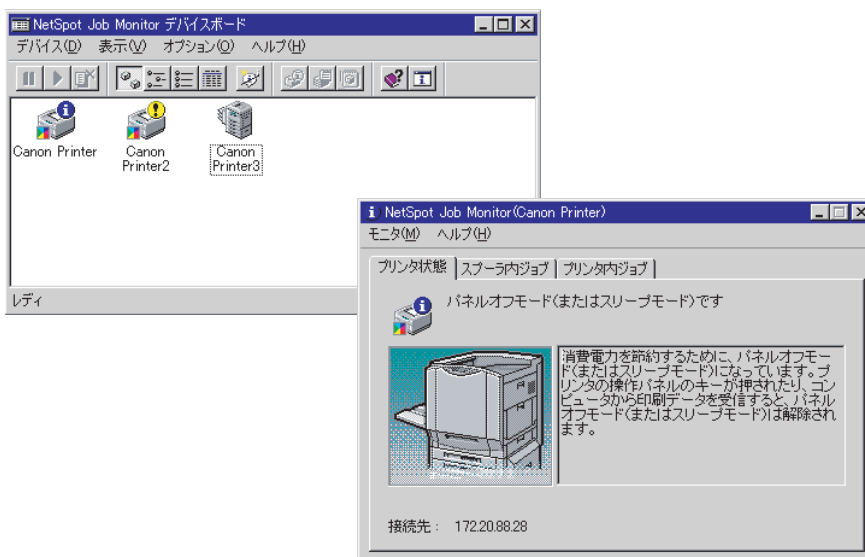 NetSpot Job Monitor デバイスボード
デバイス(D) 表示(V) オプション(O) ヘルプ(H)
Canon Printer
Canon Printer2
Canon Printer3
レディ
NetSpot Job Monitor(Canon Printer)
モニタ(M) ヘルプ(H)
プリンタ状態 スプーラ内ジョブ プリンタ内ジョブ
パネルオフモード(またはスリープモード)です
消費電力を節約するために、パネルオフモー
ド(またはスリープモード)になっています。プ
リンタの操作パネルのキーが押されたり、コン
ピュータから印刷データを受信すると、パネル
オフモード(またはスリープモード)は解除され
ます。
接続先： 172.20.88.28